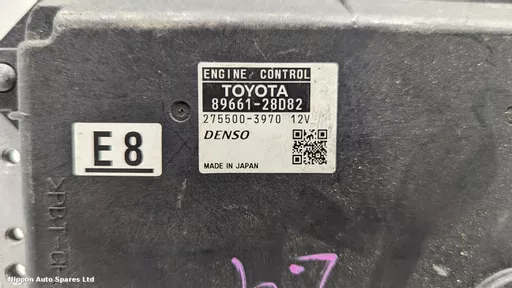 ENGINE CONTROL
TOYOTA
89661-28D82
275500-3970 12V
DENSO
MADE IN JAPAN
E8
Nippon Auto Spares Ltd